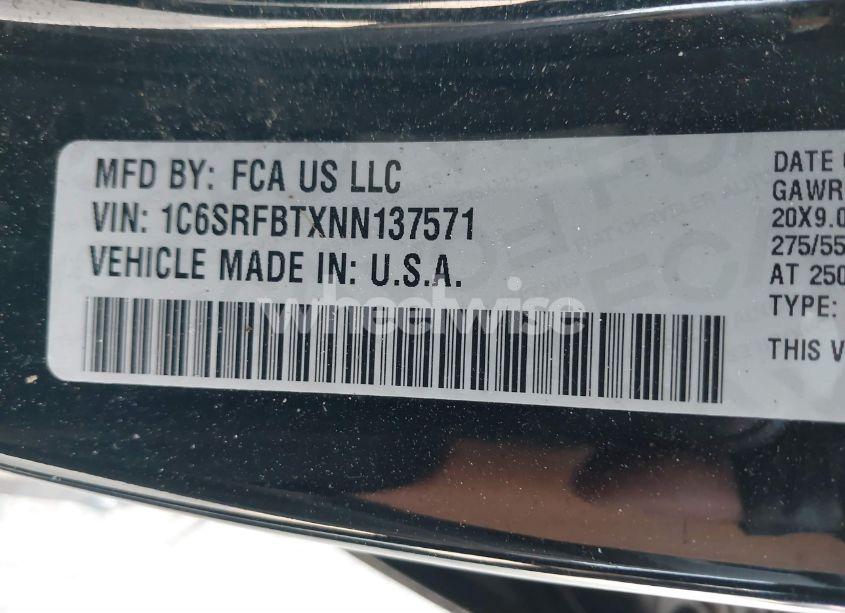 MFD BY: FCA US LLC
VIN: 1C6SRFBTXNN137571
VEHICLE MADE IN: U.S.A.
wheelwise
DATE
GAWR
20X9.0
275/55
AT 250
TYPE:
THIS V